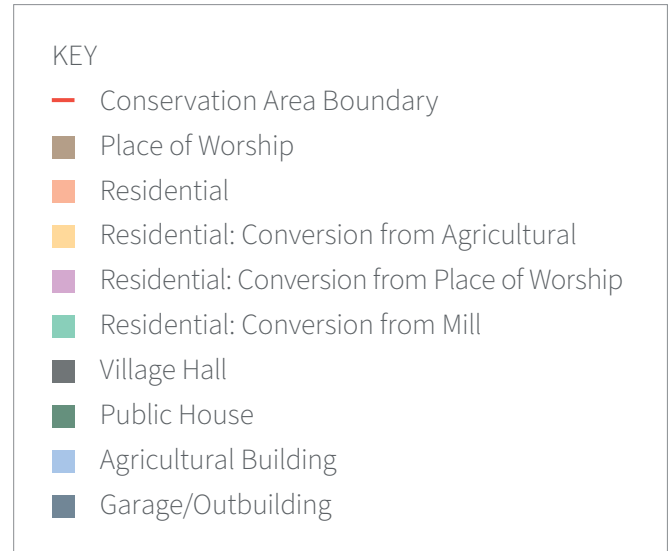 KEY
Conservation Area Boundary
Place of Worship
Residential
Residential: Conversion from Agricultural
Residential: Conversion from Place of Worship
Residential: Conversion from Mill
Village Hall
Public House
Agricultural Building
Garage/Outbuilding